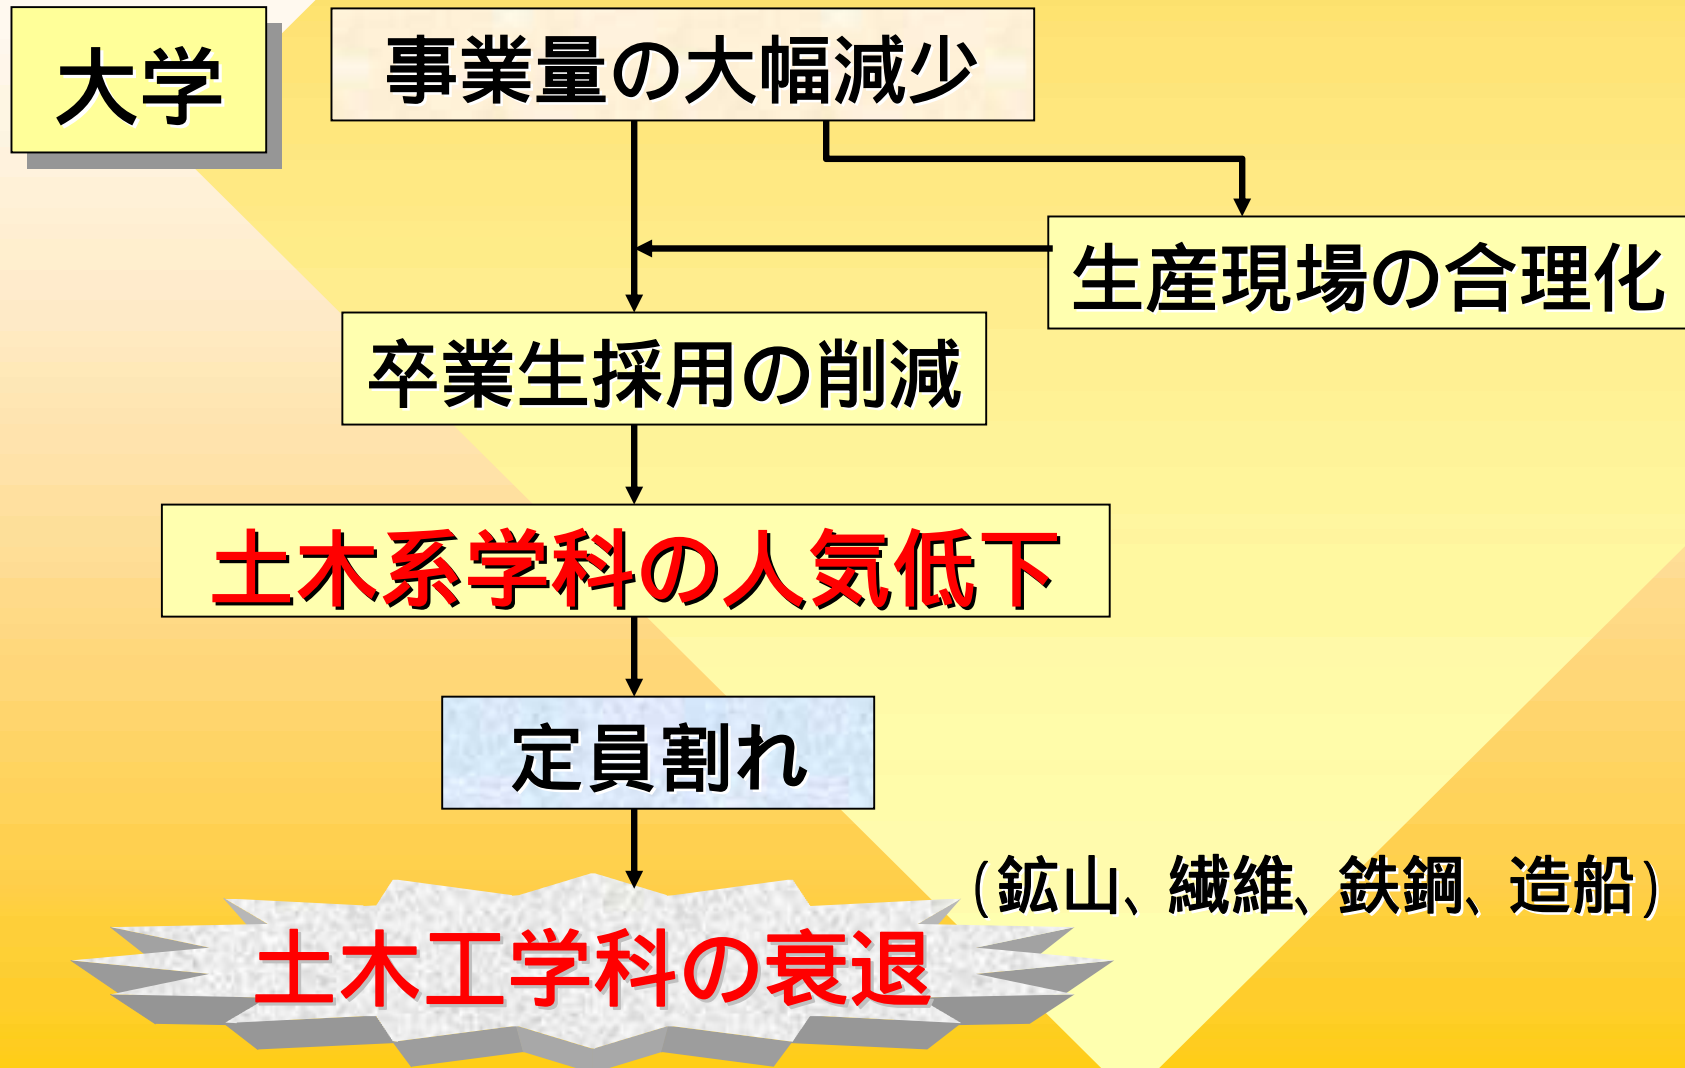 大学
事業量の大幅減少
生産現場の合理化
卒業生採用の削減
土木系学科の人気低下
定員割れ
（鉱山、繊維、鉄鋼、造船）
土木工学科の衰退